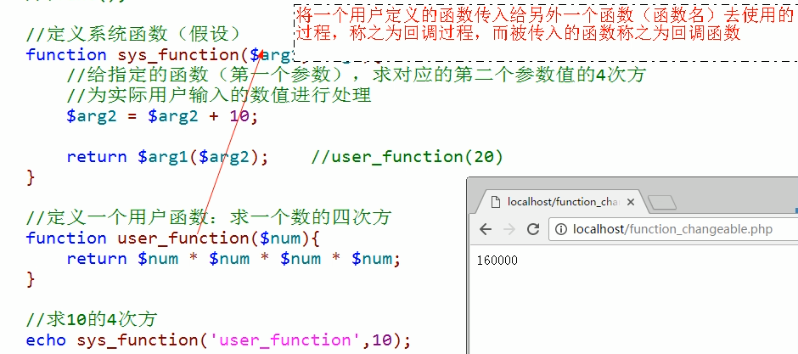 将一个用户定义的函数传入给另外一个函数（函数名）去使用的
过程，称之为回调过程，而被传入的函数称之为回调函数
//定义系统函数（假设）
function sys_function($arg
//给指定的函数（第一个参数），求对应的第二个参数值的4次方
//为实际用户输入的数值进行处理
$arg2 = $arg2 + 10;
return $arg1($arg2);    //user_function(20)
}
//定义一个用户函数：求一个数的四次方
function user_function($num){
return $num * $num * $num * $num;
}
//求10的4次方
echo sys_function('user_function',10);
localhost/function_cha
localhost/function_changeable.php
160000